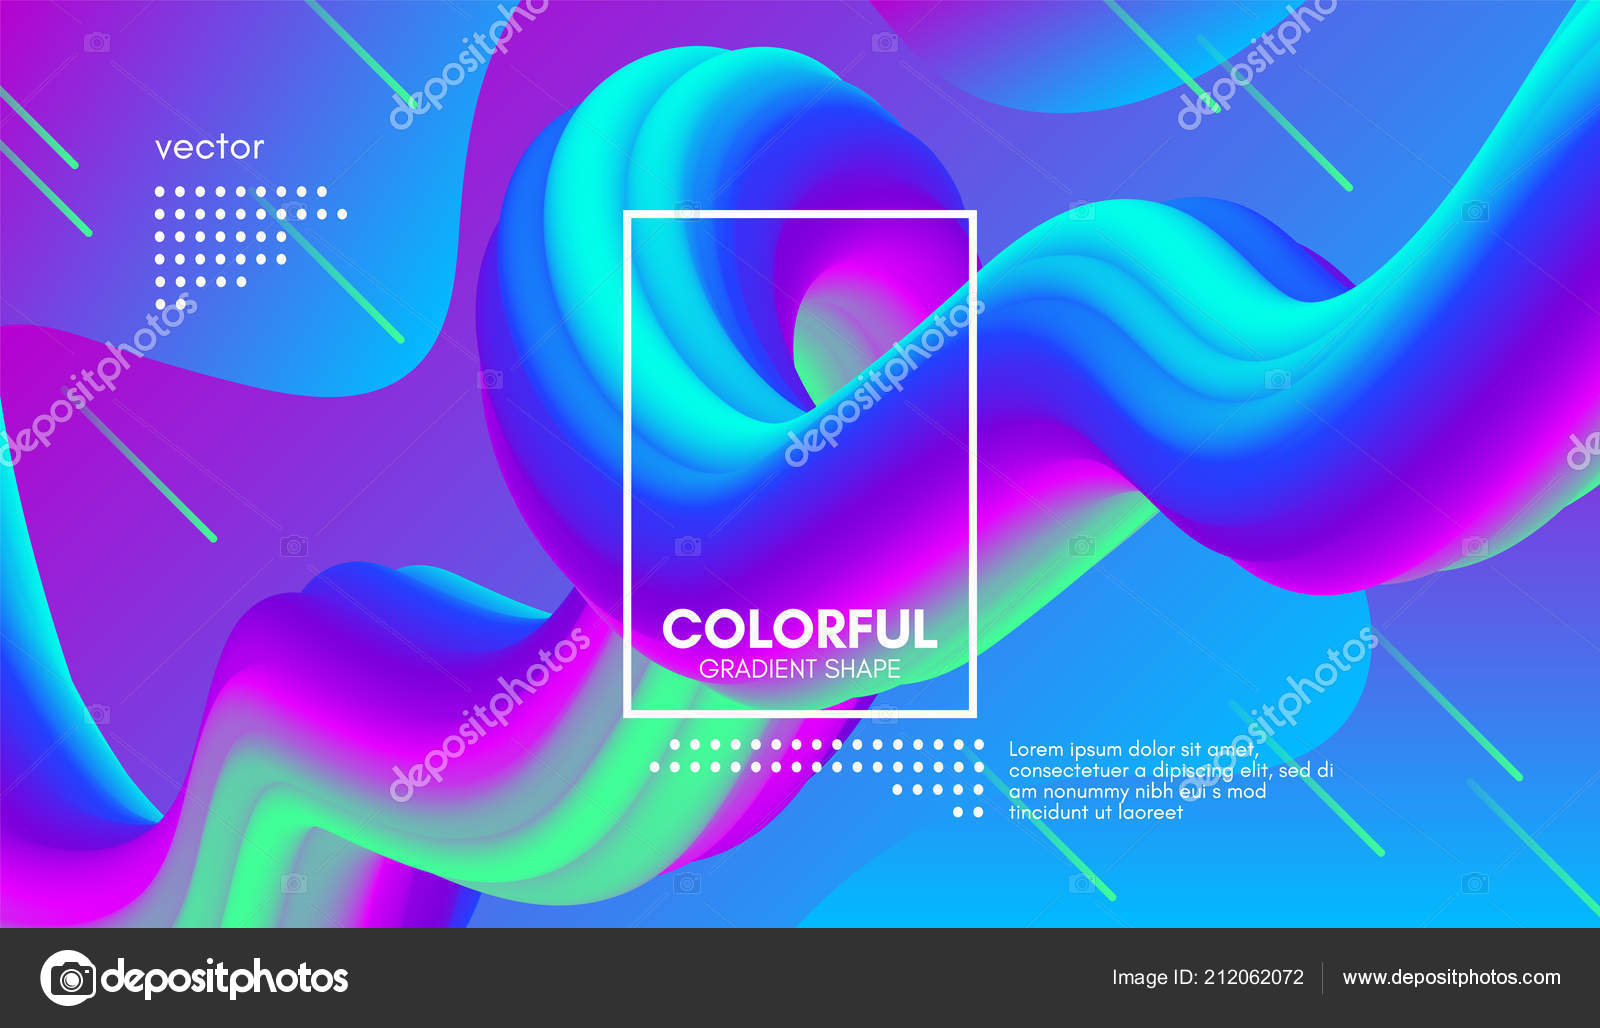 vector
COLORFUL
GRADIENT SHAPE
Lorem ipsum dolor sit amet,
consectetuer a dipiscing elit, sed di
am nonummy nibh eui s mod
tincidunt ut laoreet
depositphotos
depositphotos
depositphotos
depositphotos
depositphotos
depositphotos
depositphotos
Image ID: 212062072
www.depositphotos.com